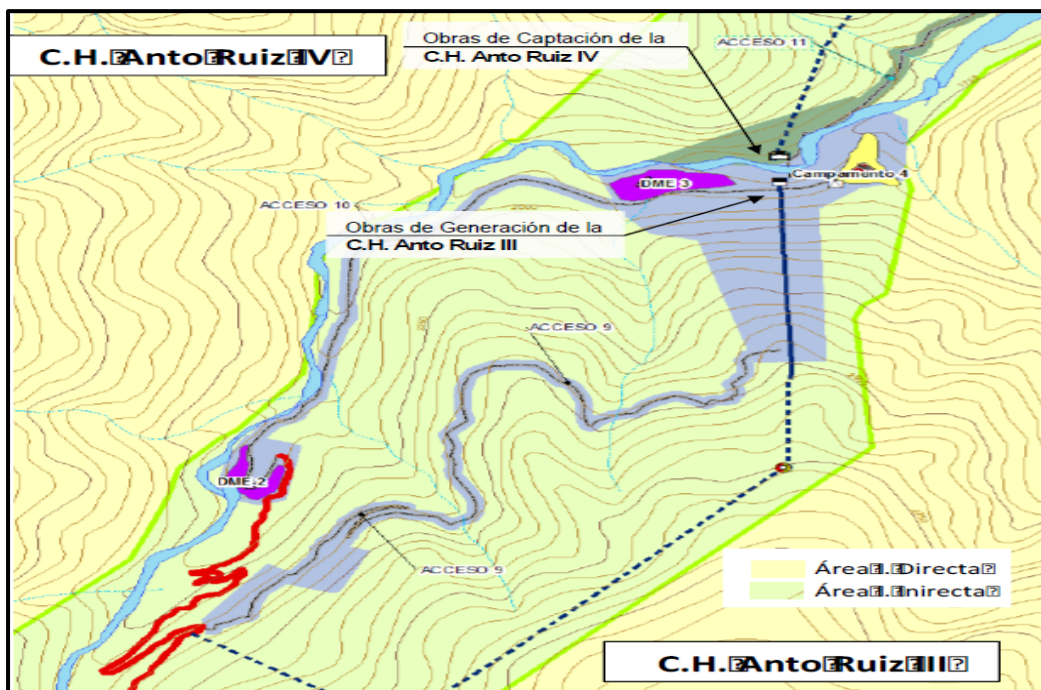 C.H. Anto Ruiz IV
Obras de Captación de la
C.H. Anto Ruiz IV
ACCESO 11
DME-3
Campamento 4
ACCESO 10
Obras de Generación de la
C.H. Anto Ruiz III
ACCESO 9
DME-2
ACCESO 9
Área . Directa
Área . Inirecta
C.H. Anto Ruiz III